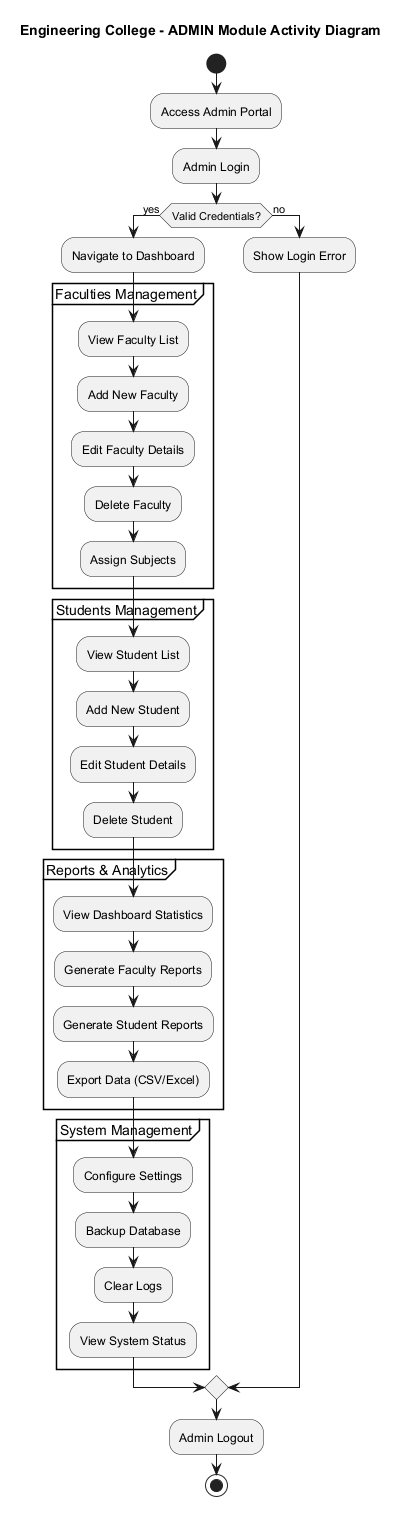 Engineering College - ADMIN Module Activity Diagram
Access Admin Portal
Admin Login
Valid Credentials?
yes
no
Navigate to Dashboard
Show Login Error
Faculties Management
View Faculty List
Add New Faculty
Edit Faculty Details
Delete Faculty
Assign Subjects
Students Management
View Student List
Add New Student
Edit Student Details
Delete Student
Reports & Analytics
View Dashboard Statistics
Generate Faculty Reports
Generate Student Reports
Export Data (CSV/Excel)
System Management
Configure Settings
Backup Database
Clear Logs
View System Status
Admin Logout